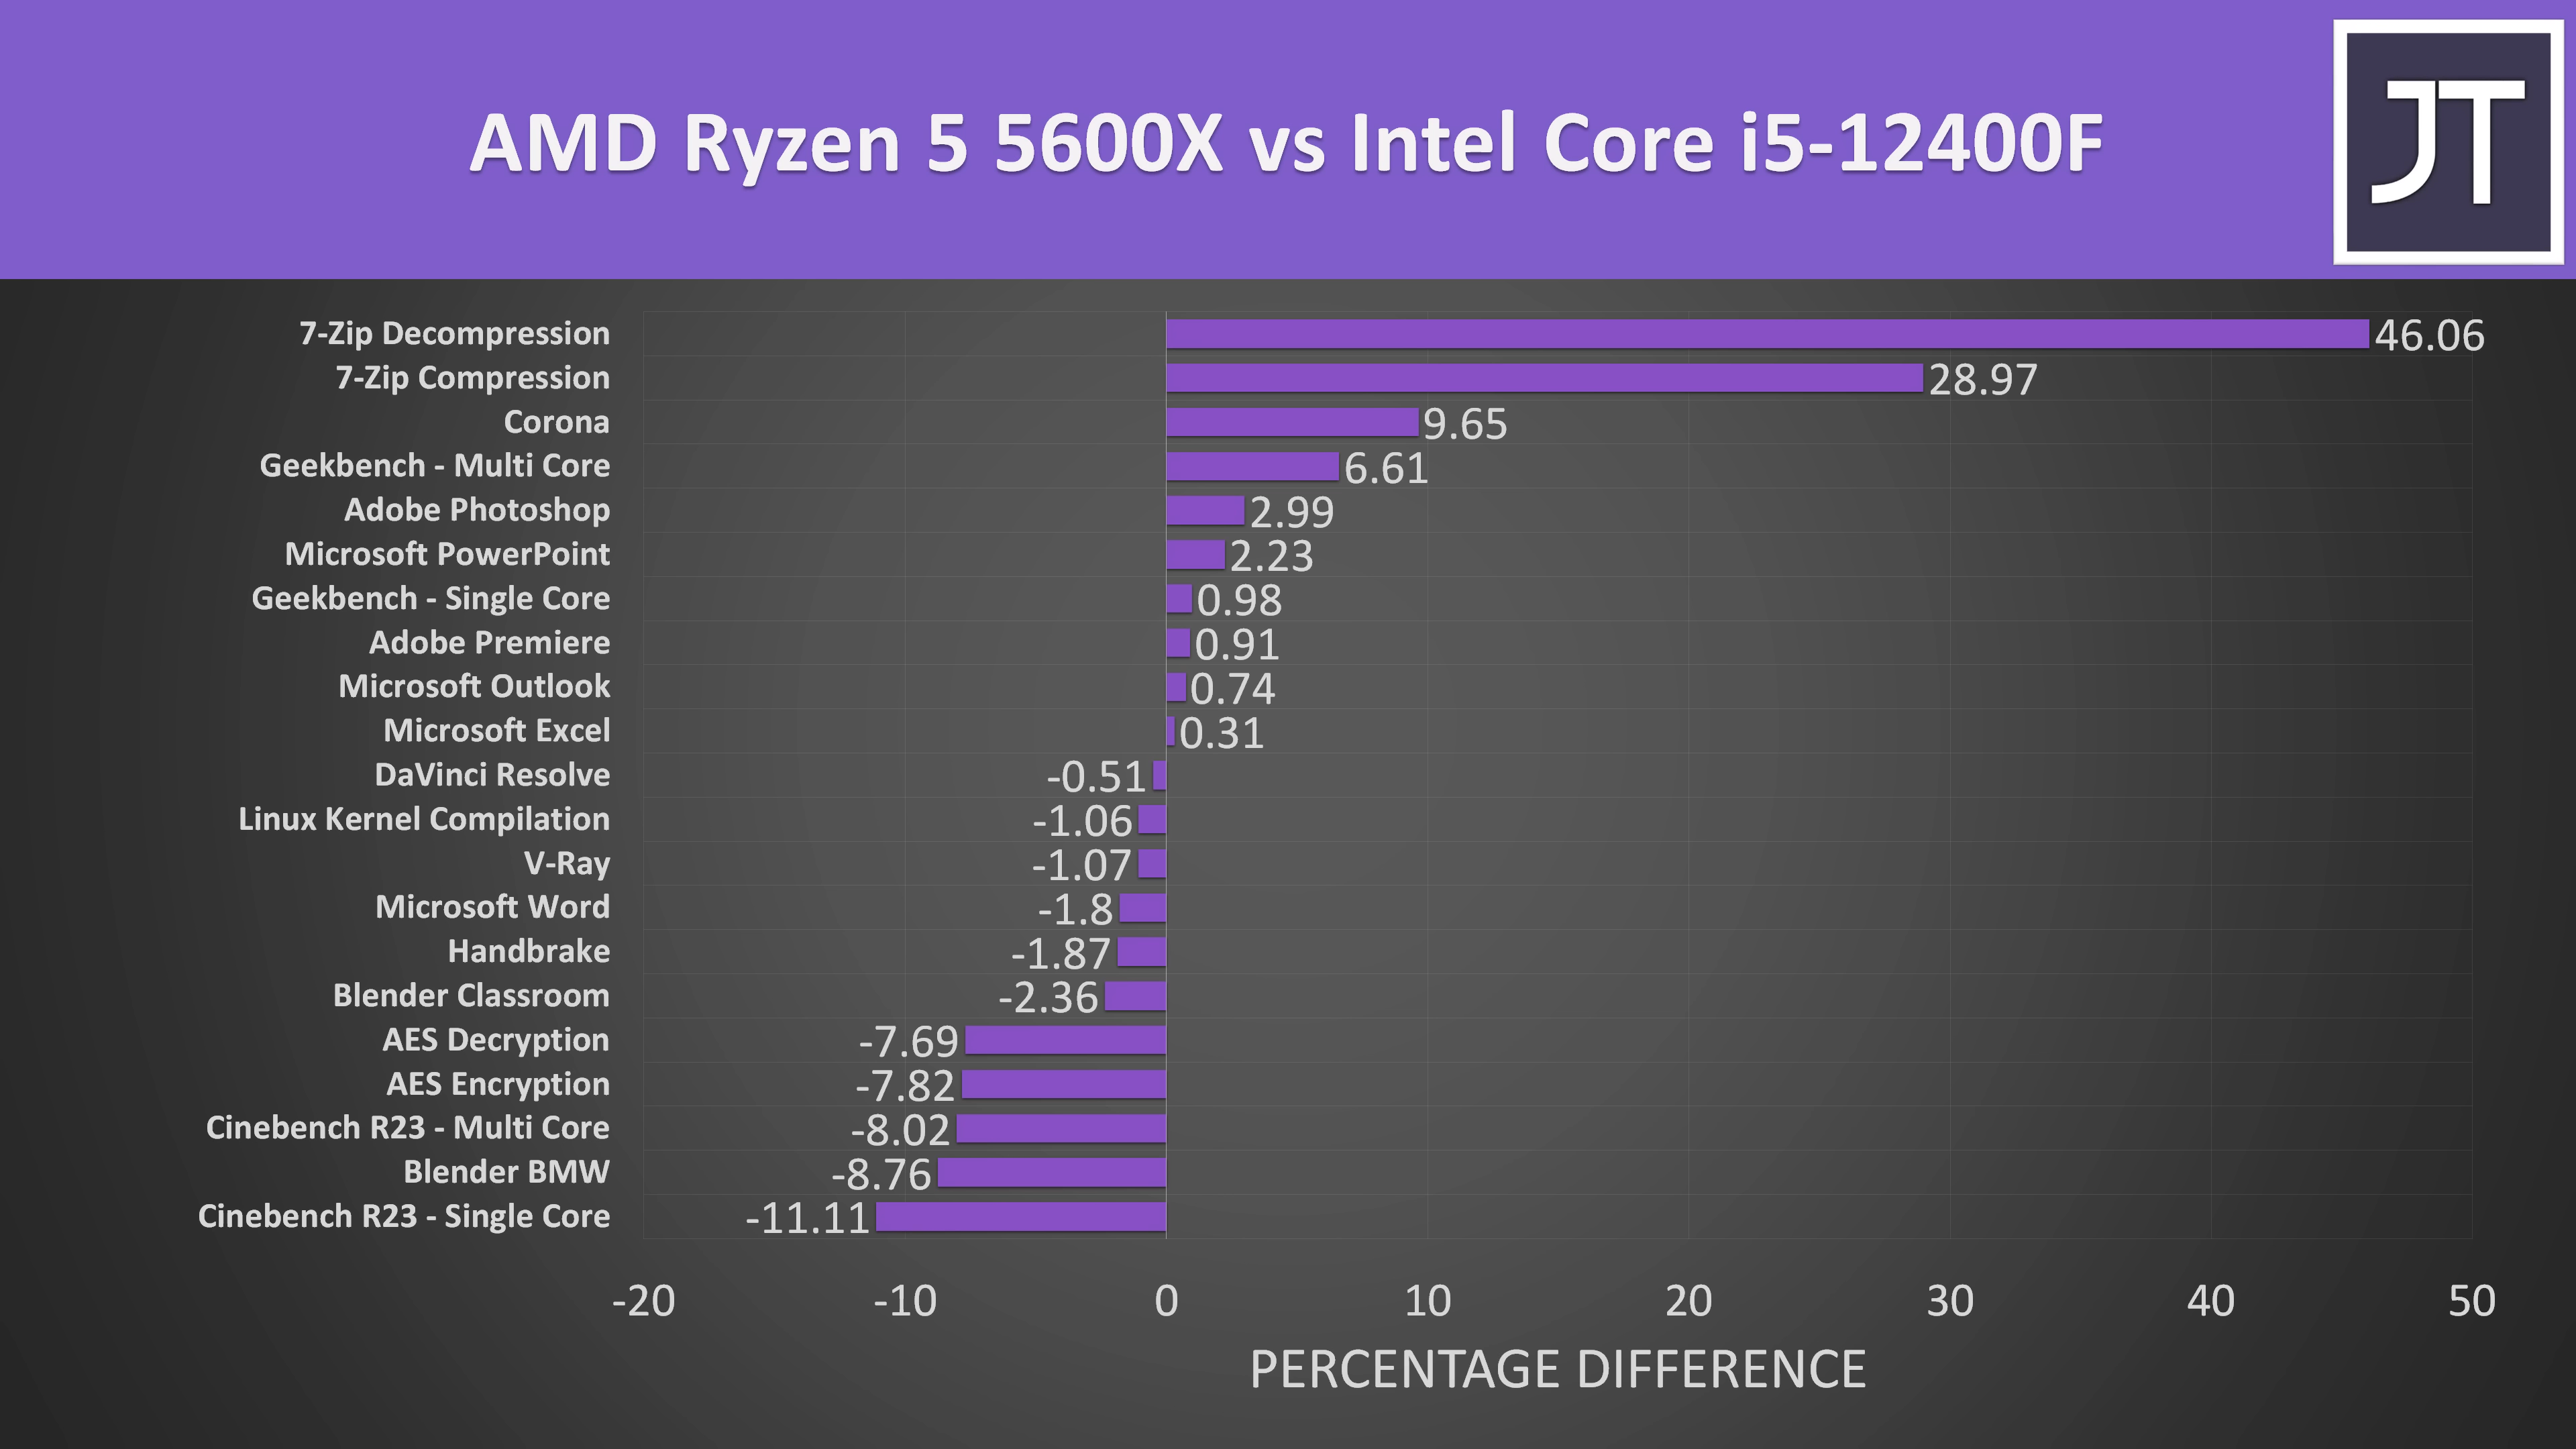 AMD Ryzen 5 5600X vs Intel Core i5-12400F
JT
7-Zip Decompression 46.06
7-Zip Compression 28.97
Corona 9.65
Geekbench - Multi Core 6.61
Adobe Photoshop 2.99
Microsoft PowerPoint 2.23
Geekbench - Single Core 0.98
Adobe Premiere 0.91
Microsoft Outlook 0.74
Microsoft Excel 0.31
DaVinci Resolve -0.51
Linux Kernel Compilation -1.06
V-Ray -1.07
Microsoft Word -1.8
Handbrake -1.87
Blender Classroom -2.36
AES Decryption -7.69
AES Encryption -7.82
Cinebench R23 - Multi Core -8.02
Blender BMW -8.76
Cinebench R23 - Single Core -11.11
-20 -10 0 10 20 30 40 50
PERCENTAGE DIFFERENCE